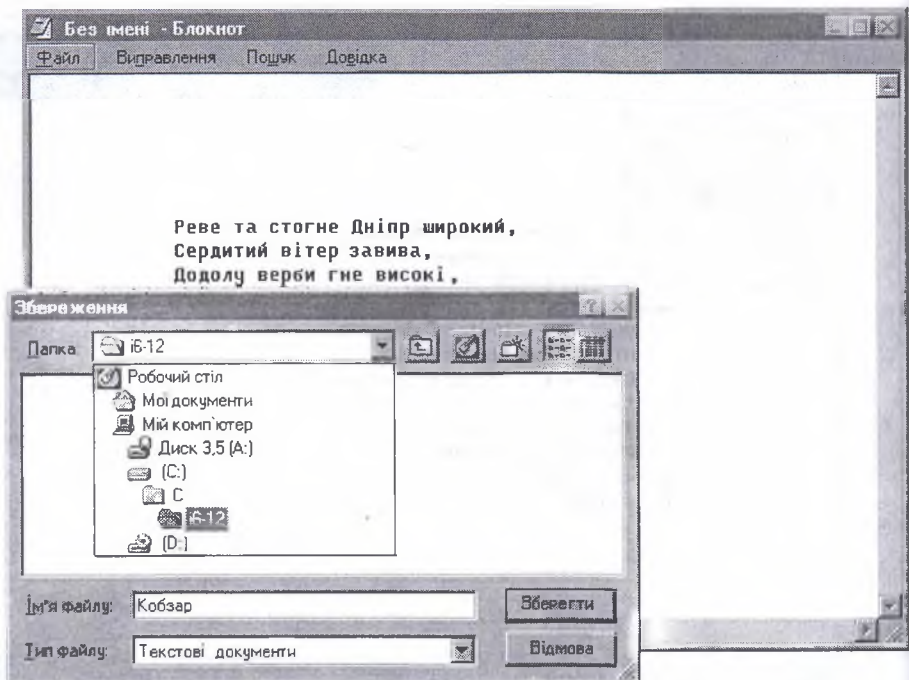 Без імені - Блокнот
Файл Виправлення Пошук Довідка
Реве та стогне Дніпр широкий,
Сердитий вітер завива,
Додолу верби гне високі,
Збереження
Папка i6-12
Робочий стіл
Мої документи
Мій комп`ютер
Диск 3,5 (A:)
(C:)
C
i6-12
(D:)
Ім'я файлу: Кобзар Зберегти
Тип файлу: Текстові документи Відмова